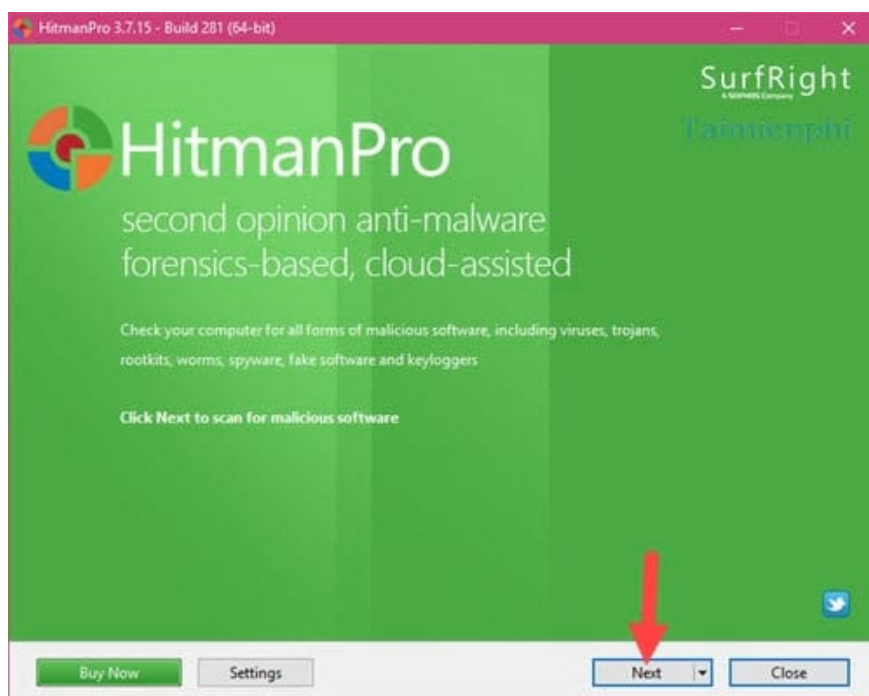 HitmanPro 3.7.15 - Build 281 (64-bit)
SurfRight
A SOPHOS Company
Taimienphi
HitmanPro
second opinion anti-malware
forensics-based, cloud-assisted
Check your computer for all forms of malicious software, including viruses, trojans,
rootkits, worms, spyware, fake software and keyloggers
Click Next to scan for malicious software
Buy Now Settings Next Close